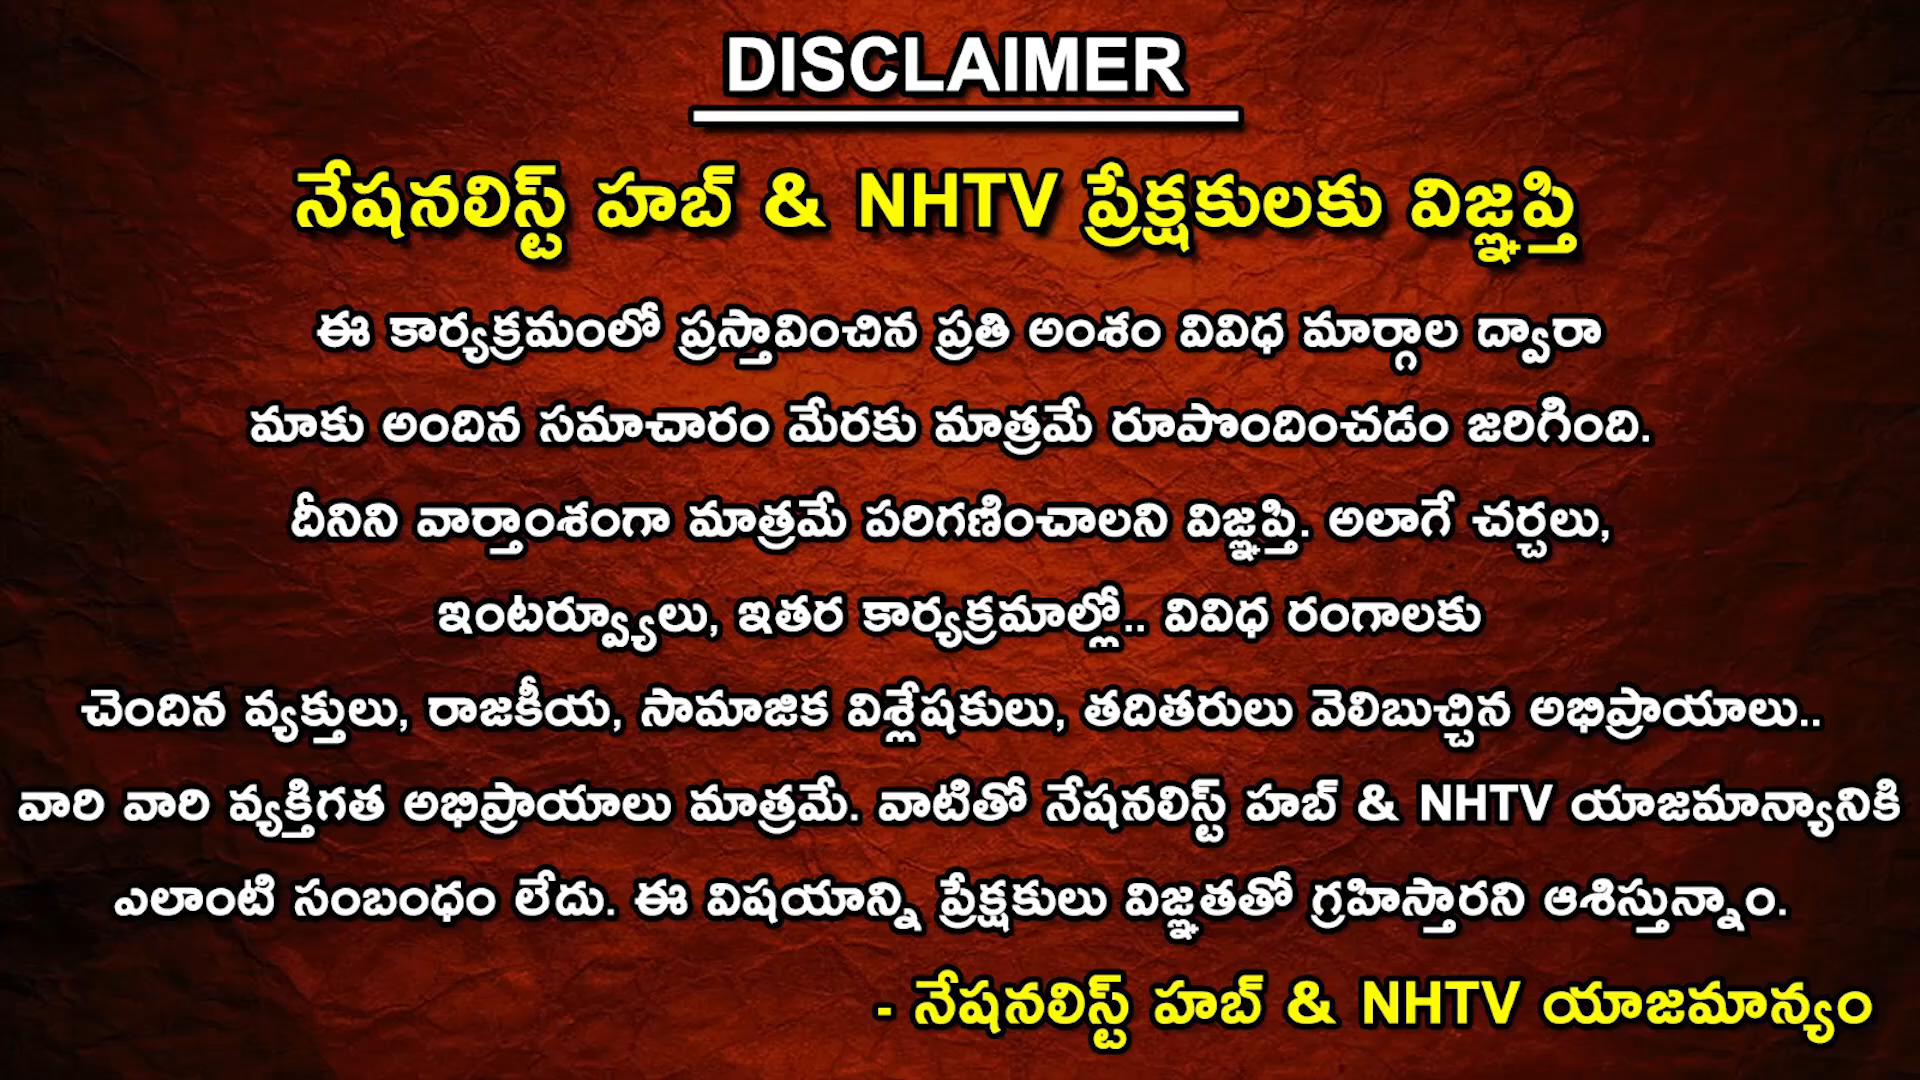 DISCLAIMER
నేషనలిస్ట్ హబ్ & NHTV ప్రేక్షకులకు విజ్ఞప్తి
ఈ కార్యక్రమంలో ప్రస్తావించిన ప్రతి అంశం వివిధ మార్గాల ద్వారా
మాకు అందిన సమాచారం మేరకు మాత్రమే రూపొందించడం జరిగింది.
దీనిని వార్తాంశంగా మాత్రమే పరిగణించాలని విజ్ఞప్తి. అలాగే చర్చలు,
ఇంటర్వ్యూలు, ఇతర కార్యక్రమాల్లో.. వివిధ రంగాలకు
చెందిన వ్యక్తులు, రాజకీయ, సామాజిక విశ్లేషకులు, తదితరులు వెలిబుచ్చిన అభిప్రాయాలు..
వారి వారి వ్యక్తిగత అభిప్రాయాలు మాత్రమే. వాటితో నేషనలిస్ట్ హబ్ & NHTV యాజమాన్యానికి
ఎలాంటి సంబంధం లేదు. ఈ విషయాన్ని ప్రేక్షకులు విజ్ఞతతో గ్రహిస్తారని ఆశిస్తున్నాం.
- నేషనలిస్ట్ హబ్ & NHTV యాజమాన్యం